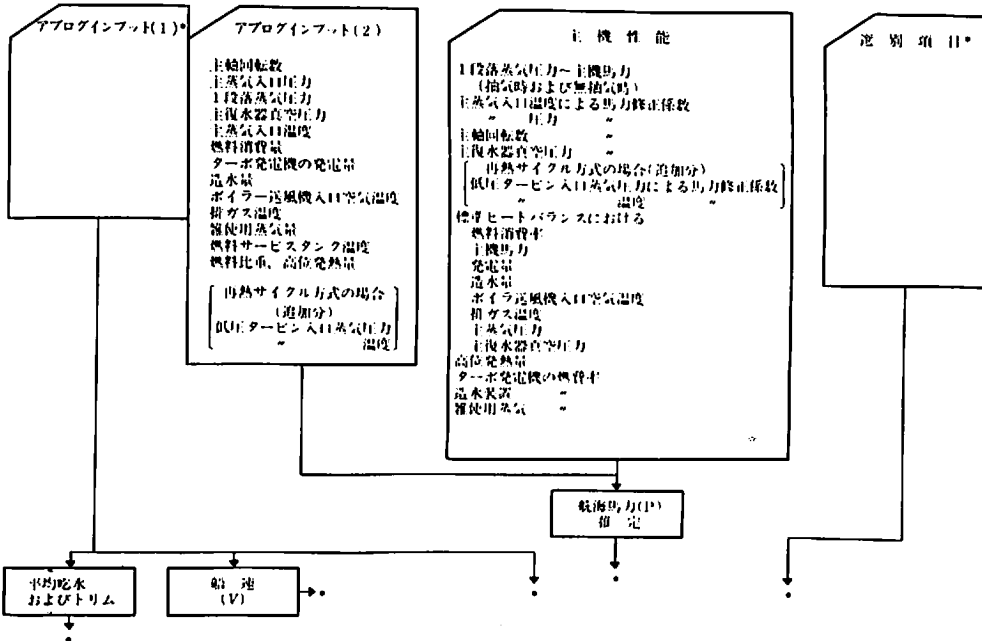 アブログインプット(1)*
アブログインプット(2)
主軸回転数
主蒸気入口圧力
1段落蒸気圧力
主復水器真空圧力
主蒸気入口温度
燃料消費量
ターボ発電機の発電量
造水量
ボイラー送風機入口空気温度
排ガス温度
雑使用蒸気量
燃料サービスタンク温度
燃料比重、高位発熱量
再熱サイクル方式の場合
(追加分)
低圧タービン入口蒸気圧力
〃 温度
主機性能
1段落蒸気圧力~主機馬力
(抽気時および無抽気時)
主蒸気入口温度による馬力修正係数
〃 圧力 〃
主軸回転数 〃
主復水器真空圧力 〃
再熱サイクル方式の場合(追加分)
低圧タービン入口蒸気圧力による馬力修正係数
〃 温度 〃
標準ヒートバランスにおける
燃料消費率
主機馬力
発電量
造水量
ボイラ送風機入口空気温度
排ガス温度
主蒸気圧力
主復水器真空圧力
高位発熱量
ターボ発電機の燃費率
造水装置 〃
雑使用蒸気 〃
☆
選別項目*
航海馬力(P)
推定
平均吃水
およびトリム
船速
(V)